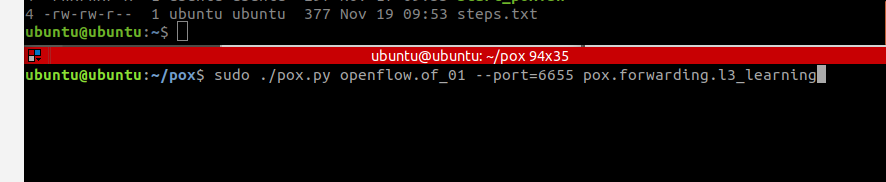 4 -rw-rw-r-- 1 ubuntu ubuntu 377 Nov 19 09:53 steps.txt
ubuntu@ubuntu:~$
ubuntu@ubuntu: ~/pox 94x35
ubuntu@ubuntu:~/pox$ sudo ./pox.py openflow.of_01 --port=6655 pox.forwarding.l3_learning